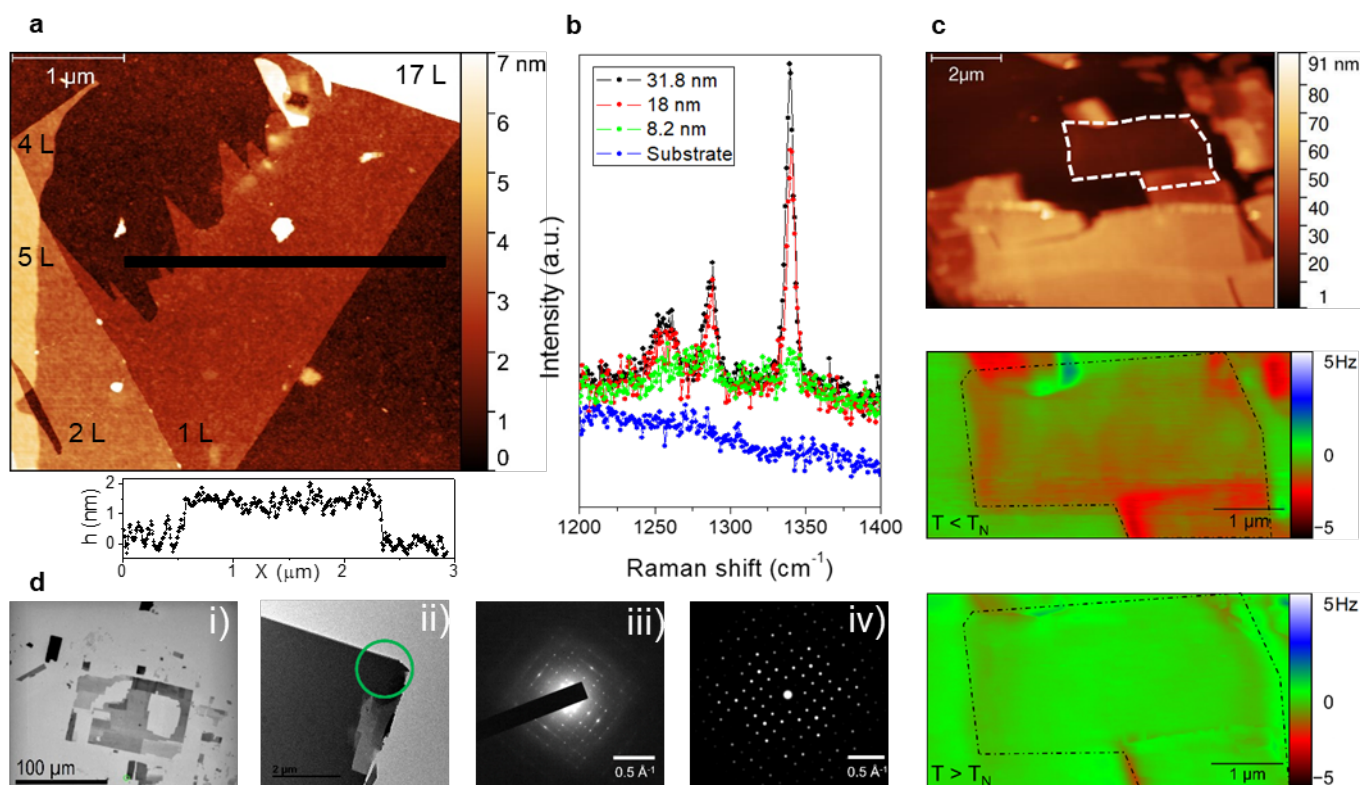 a
1 µm
17 L
4 L
5 L
2 L
1 L
7 nm
6
5
4
3
2
1
0
h (nm)
2
1
0
0
1
2
3
X (µm)
b
31.8 nm
18 nm
8.2 nm
Substrate
Intensity (a.u.)
1200
1250
1300
1350
1400
Raman shift (cm⁻¹)
c
2µm
91 nm
80
70
60
50
40
30
20
1
5Hz
0
−5
T < T_N
1 µm
5Hz
0
−5
T > T_N
1 µm
d
i)
100 µm
ii)
2 µm
iii)
0.5 Å⁻¹
iv)
0.5 Å⁻¹